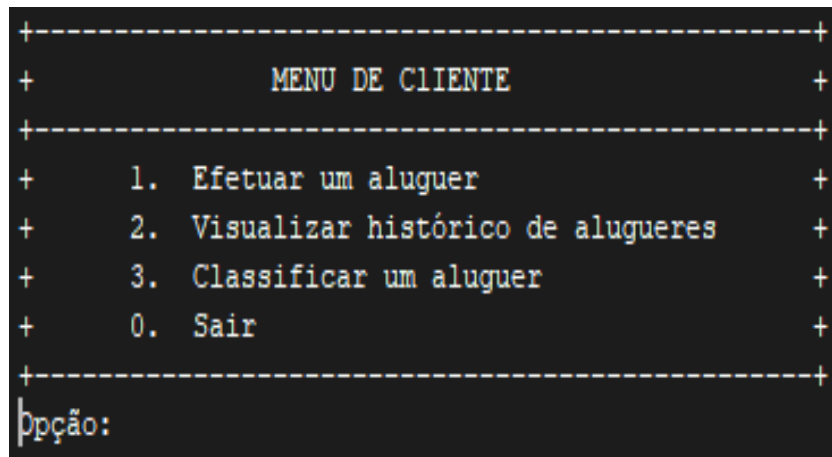 +-------------------------------------------------+
+ MENU DE ClIENTE +
+-------------------------------------------------+
+ 1. Efetuar um aluguer +
+ 2. Visualizar histórico de alugueres +
+ 3. Classificar um aluguer +
+ 0. Sair +
+-------------------------------------------------+
Opção: